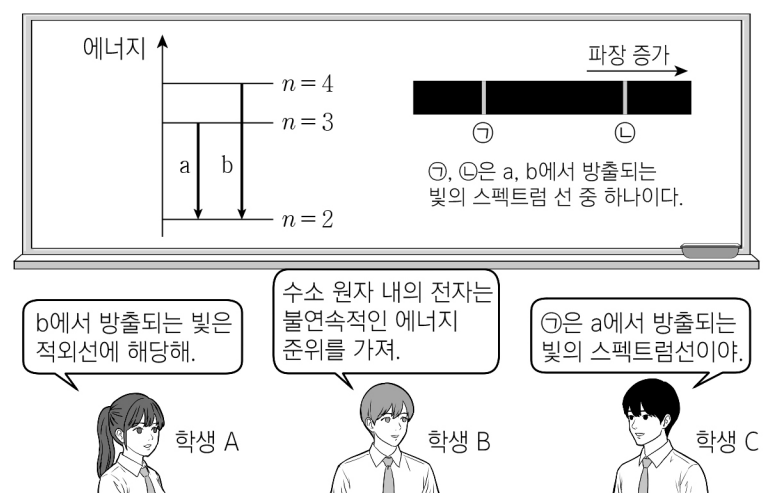 에너지
n=4
n=3
a
b
n=2
파장 증가
㉠
㉡
㉠, ㉡은 a, b에서 방출되는
빛의 스펙트럼 선 중 하나이다.
b에서 방출되는 빛은
적외선에 해당해.
수소 원자 내의 전자는
불연속적인 에너지
준위를 가져.
㉠은 a에서 방출되는
빛의 스펙트럼선이야.
학생 A
학생 B
학생 C